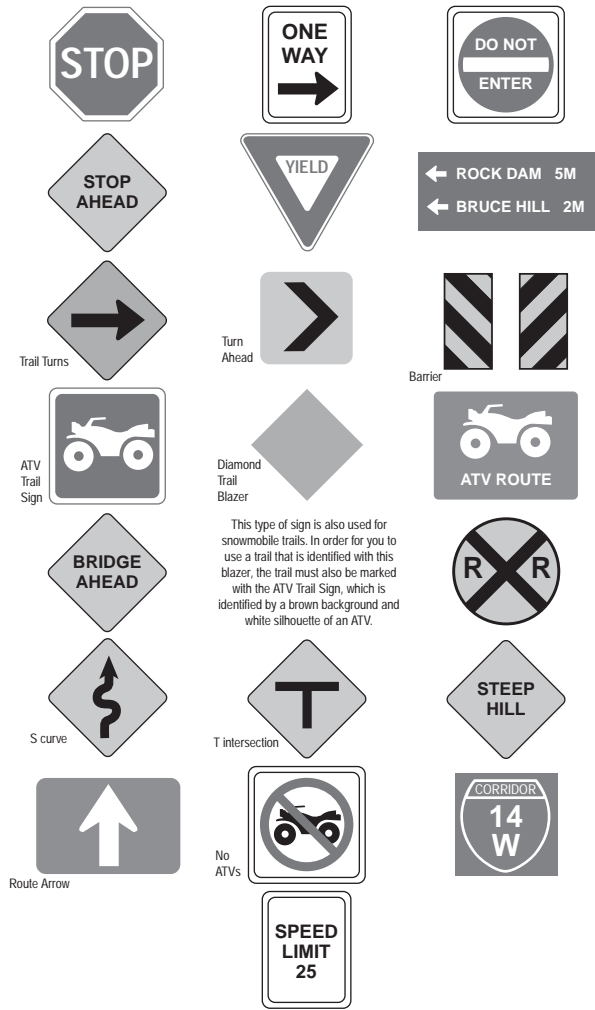 STOP
ONE
WAY
DO NOT
ENTER
STOP
AHEAD
YIELD
ROCK DAM 5M
BRUCE HILL 2M
Trail Turns
Turn
Ahead
Barrier
ATV
Trail
Sign
Diamond
Trail
Blazer
ATV ROUTE
BRIDGE
AHEAD
This type of sign is also used for
snowmobile trails. In order for you to
use a trail that is identified with this
blazer, the trail must also be marked
with the ATV Trail Sign, which is
identified by a brown background and
white silhouette of an ATV.
R R
S curve
T intersection
STEEP
HILL
Route Arrow
No
ATVs
CORRIDOR
14
W
SPEED
LIMIT
25